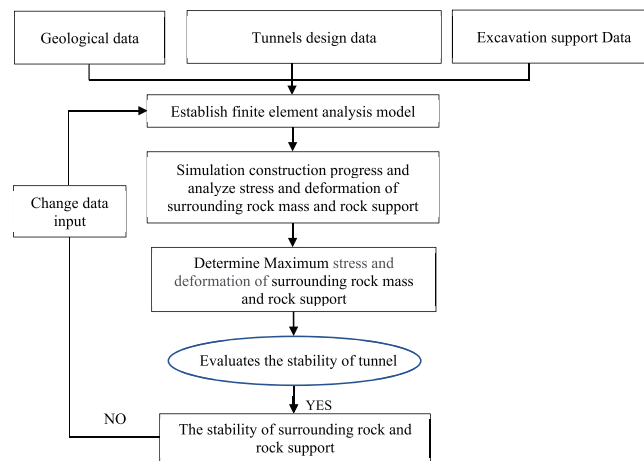 Geological data
Tunnels design data
Excavation support Data
Establish finite element analysis model
Simulation construction progress and
analyze stress and deformation of
surrounding rock mass and rock support
Change data
input
Determine Maximum stress and
deformation of surrounding rock mass
and rock support
Evaluates the stability of tunnel
YES
NO
The stability of surrounding rock and
rock support